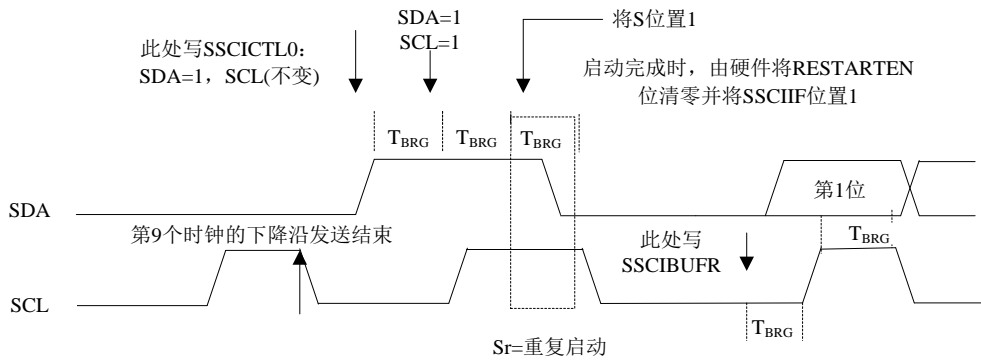 SDA=1
SCL=1
将S位置1
此处写SSCICTL0：
SDA=1，SCL(不变)
启动完成时，由硬件将RESTARTEN
位清零并将SSCIIF位置1
TBRG
TBRG
TBRG
SDA
第1位
第9个时钟的下降沿发送结束
此处写
SSCIBUFR
TBRG
SCL
TBRG
Sr=重复启动